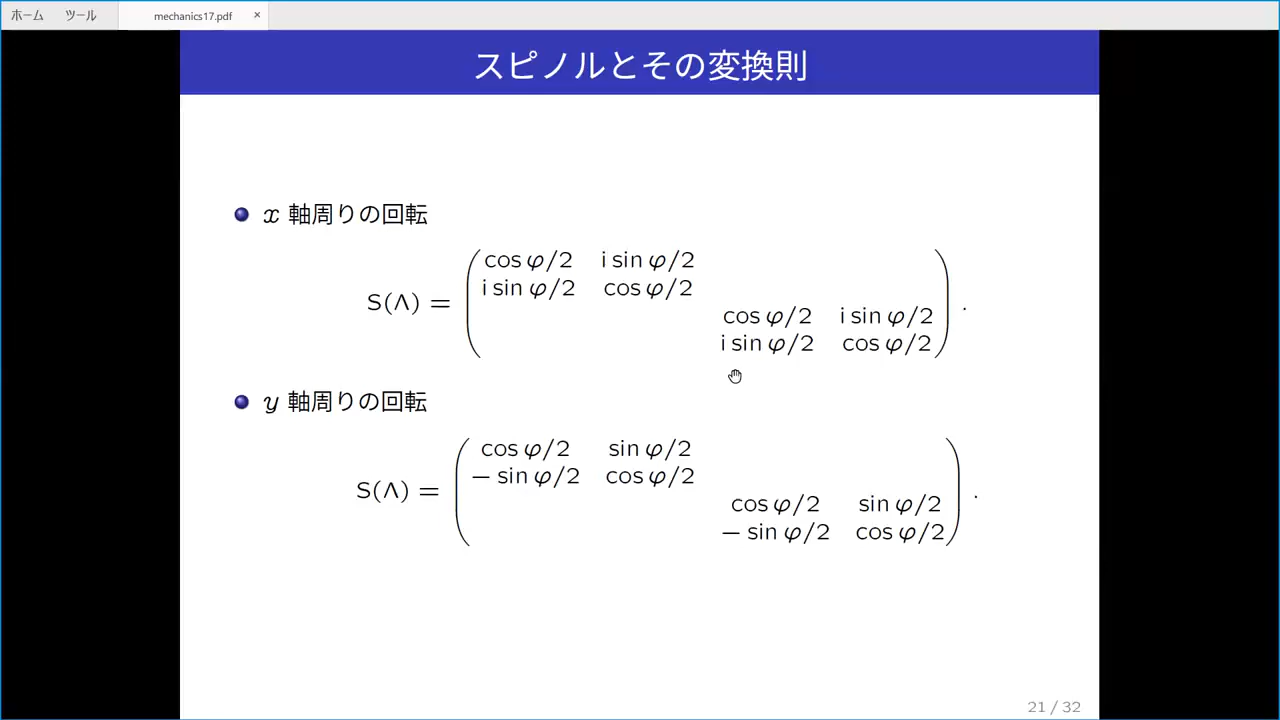 ホーム ツール mechanics17.pdf ×
スピノルとその変換則
x 軸周りの回転
cos φ/2 i sin φ/2
i sin φ/2 cos φ/2
S(Λ) =
cos φ/2 i sin φ/2 .
i sin φ/2 cos φ/2
y 軸周りの回転
cos φ/2 sin φ/2
− sin φ/2 cos φ/2
S(Λ) = .
cos φ/2 sin φ/2
− sin φ/2 cos φ/2
21 / 32